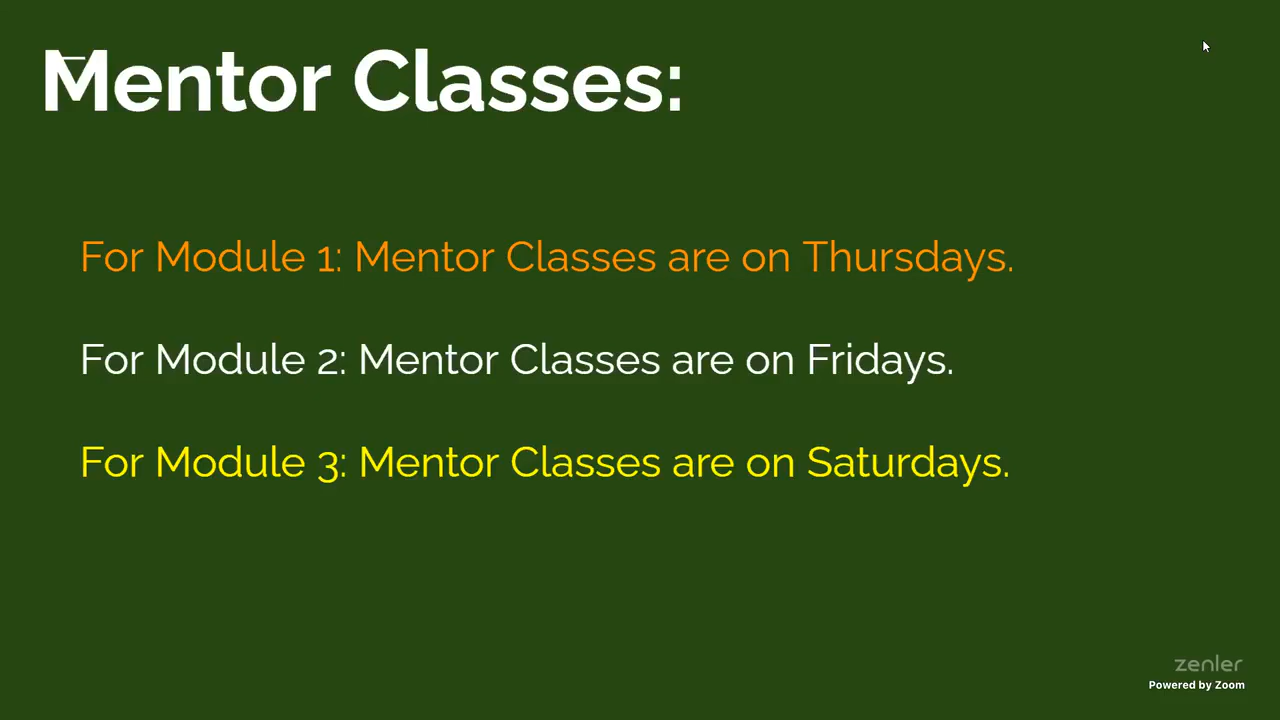 Mentor Classes:
For Module 1: Mentor Classes are on Thursdays.
For Module 2: Mentor Classes are on Fridays.
For Module 3: Mentor Classes are on Saturdays.
zenler
Powered by Zoom